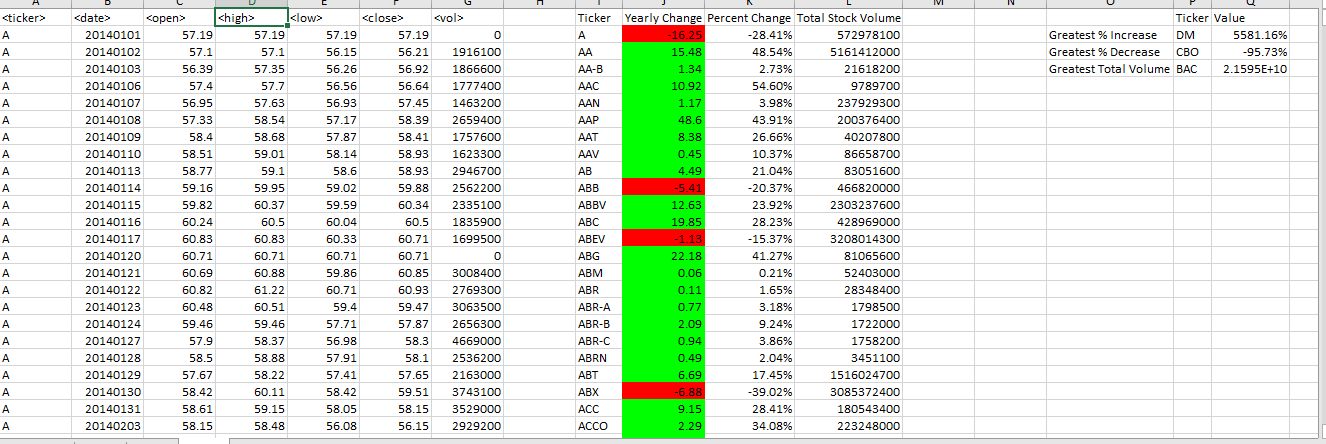 A B C D E F G H I J K L M N O P Q
<ticker> <date> <open> <high> <low> <close> <vol> Ticker Yearly Change Percent Change Total Stock Volume Ticker Value
A 20140101 57.19 57.19 57.19 57.19 0 A -16.25 -28.41% 572978100 Greatest % Increase DM 5581.16%
A 20140102 57.1 57.1 56.15 56.21 1916100 AA 15.48 48.54% 5161412000 Greatest % Decrease CBO -95.73%
A 20140103 56.39 57.35 56.26 56.92 1866600 AA-B 1.34 2.73% 21618200 Greatest Total Volume BAC 2.1595E+10
A 20140106 57.4 57.7 56.56 56.64 1777400 AAC 10.92 54.60% 9789700
A 20140107 56.95 57.63 56.93 57.45 1463200 AAN 1.17 3.98% 237929300
A 20140108 57.33 58.54 57.17 58.39 2659400 AAP 48.6 43.91% 200376400
A 20140109 58.4 58.68 57.87 58.41 1757600 AAT 8.38 26.66% 40207800
A 20140110 58.51 59.01 58.14 58.93 1623300 AAV 0.45 10.37% 86658700
A 20140113 58.77 59.1 58.6 58.93 2946700 AB 4.49 21.04% 83051600
A 20140114 59.16 59.95 59.02 59.88 2562200 ABB -5.41 -20.37% 466820000
A 20140115 59.82 60.37 59.59 60.34 2335100 ABBV 12.63 23.92% 2303237600
A 20140116 60.24 60.5 60.04 60.5 1835900 ABC 19.85 28.23% 428969000
A 20140117 60.83 60.83 60.33 60.71 1699500 ABEV -1.13 -15.37% 3208014300
A 20140120 60.71 60.71 60.71 60.71 0 ABG 22.18 41.27% 81065600
A 20140121 60.69 60.88 59.86 60.85 3008400 ABM 0.06 0.21% 52403000
A 20140122 60.82 61.22 60.71 60.93 2769300 ABR 0.11 1.65% 28348400
A 20140123 60.48 60.51 59.4 59.47 3063500 ABR-A 0.77 3.18% 1798500
A 20140124 59.46 59.46 57.71 57.87 2656300 ABR-B 2.09 9.24% 1722000
A 20140127 57.9 58.37 56.98 58.3 4669000 ABR-C 0.94 3.86% 1758200
A 20140128 58.5 58.88 57.91 58.1 2536200 ABRN 0.49 2.04% 3451100
A 20140129 57.67 58.22 57.41 57.65 2163000 ABT 6.69 17.45% 1516024700
A 20140130 58.42 60.11 58.42 59.51 3743100 ABX -6.88 -39.02% 3085372400
A 20140131 58.61 59.15 58.05 58.15 3529000 ACC 9.15 28.41% 180543400
A 20140203 58.15 58.48 56.08 56.15 2929200 ACCO 2.29 34.08% 223248000